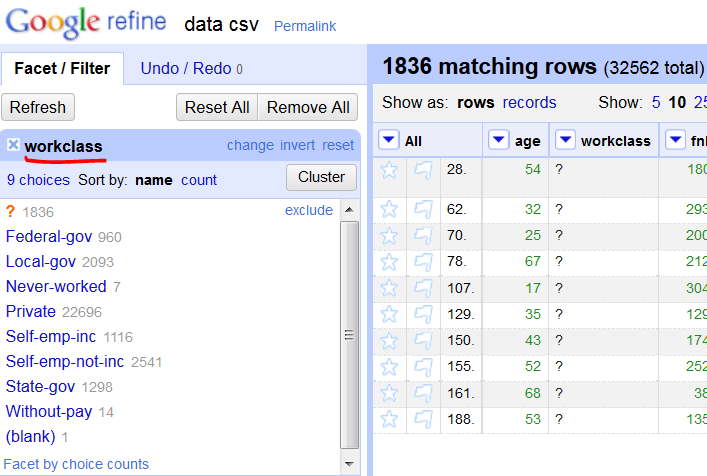 Google refine data csv Permalink
Facet / Filter Undo / Redo 0
Refresh Reset All Remove All
workclass change invert reset
9 choices Sort by: name count Cluster
? 1836 exclude
Federal-gov 960
Local-gov 2093
Never-worked 7
Private 22696
Self-emp-inc 1116
Self-emp-not-inc 2541
State-gov 1298
Without-pay 14
(blank) 1
Facet by choice counts
1836 matching rows (32562 total)
Show as: rows records Show: 5 10 25
All age workclass fnl
28. 54 ? 180
62. 32 ? 293
70. 25 ? 200
78. 67 ? 212
107. 17 ? 304
129. 35 ? 129
150. 43 ? 174
155. 52 ? 252
161. 68 ? 38
188. 53 ? 135